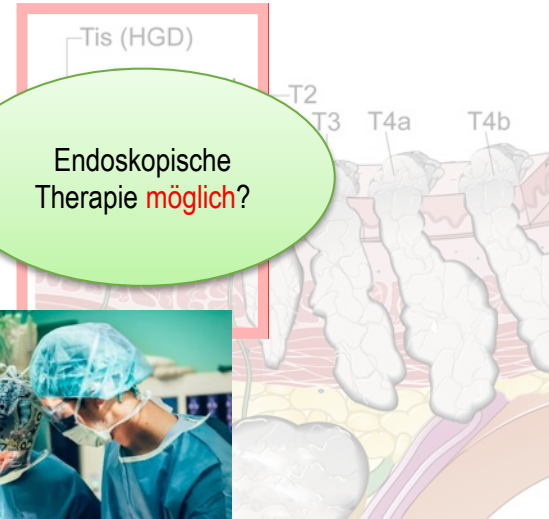 Tis (HGD)
T2
T3
T4a
T4b
Endoskopische
Therapie möglich?